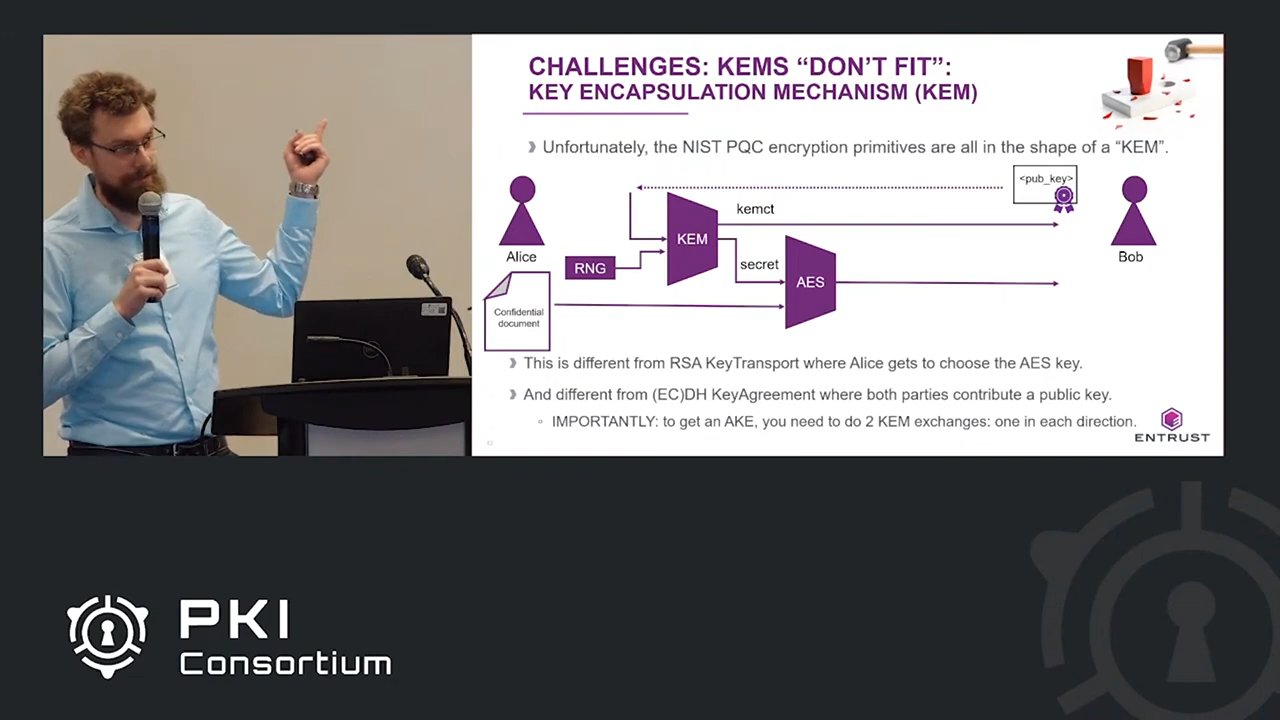 CHALLENGES: KEMS “DON’T FIT”:
KEY ENCAPSULATION MECHANISM (KEM)
Unfortunately, the NIST PQC encryption primitives are all in the shape of a “KEM”.
<pub_key>
kemct
KEM
Alice
Bob
RNG
secret
AES
Confidential
document
This is different from RSA KeyTransport where Alice gets to choose the AES key.
And different from (EC)DH KeyAgreement where both parties contribute a public key.
IMPORTANTLY: to get an AKE, you need to do 2 KEM exchanges: one in each direction.
ENTRUST
PKI
Consortium